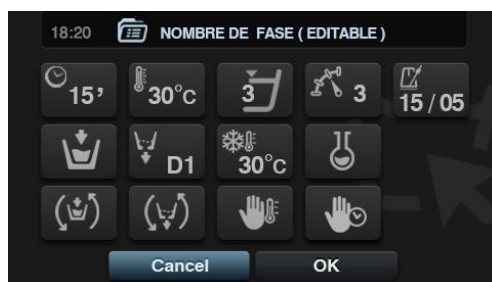 18:20 NOMBRE DE FASE ( EDITABLE )
15’ 30°C 3 3 15 / 05
D1 30°C
Cancel OK